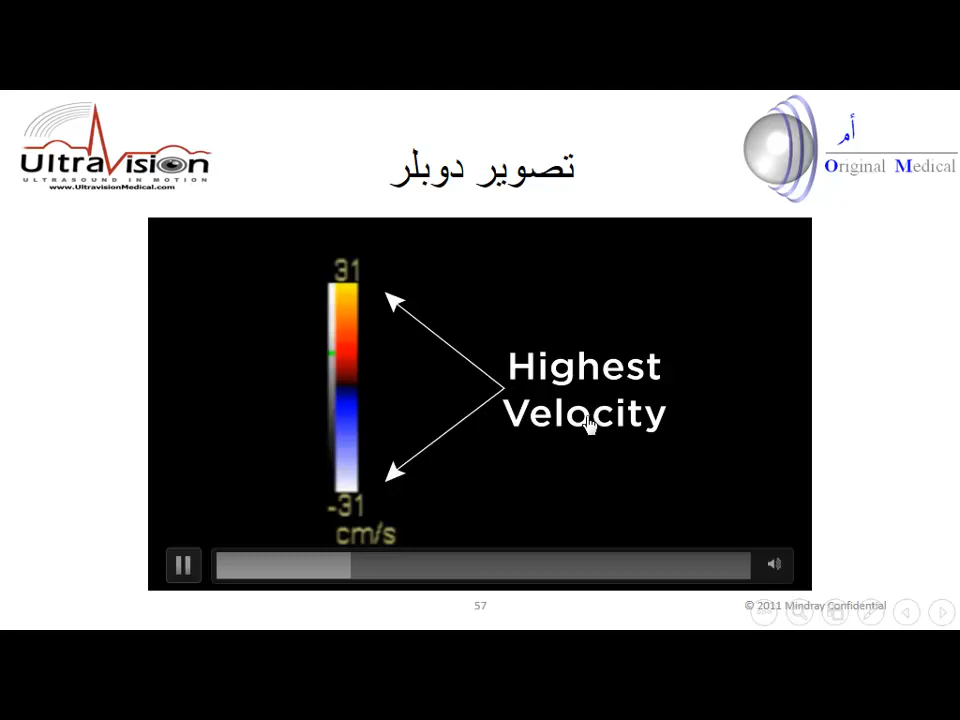 UltraVision
ULTRASOUND IN MOTION
www.UltravisionMedical.com
أم
Original Medical
تصوير دوبلر
31
Highest
Velocity
-31
cm/s
57
© 2011 Mindray Confidential